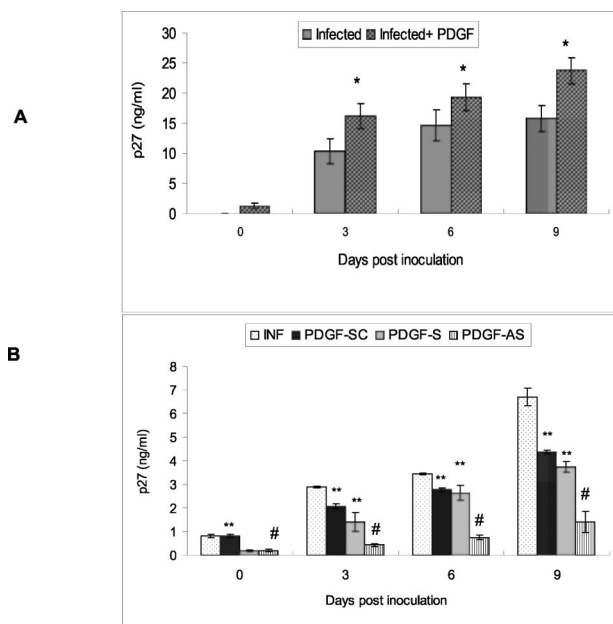 A
Infected Infected+ PDGF
30
25
20
15
10
5
0
p27 (ng/ml)
*
*
*
0 3 6 9
Days post inoculation
B
INF PDGF-SC PDGF-S PDGF-AS
8
7
6
5
4
3
2
1
0
p27 (ng/ml)
** #
** ** #
** ** #
** ** #
0 3 6 9
Days post inoculation